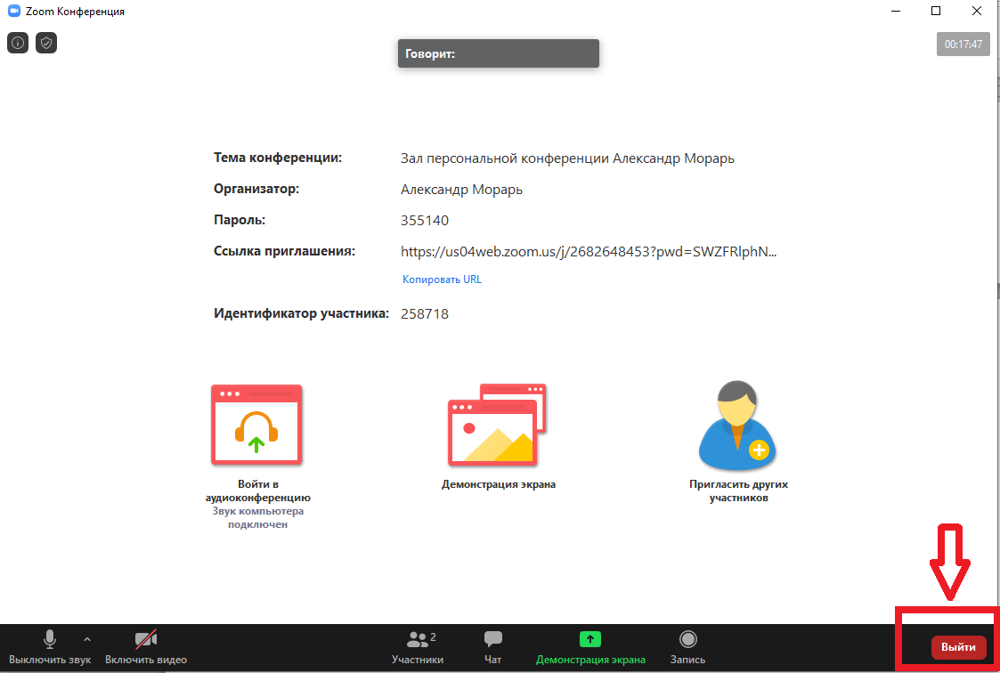 Zoom Конференция
00:17:47
Говорит:
Тема конференции: Зал персональной конференции Александр Морарь
Организатор: Александр Морарь
Пароль: 355140
Ссылка приглашения: https://us04web.zoom.us/j/2682648453?pwd=SWZFRlphN...
Копировать URL
Идентификатор участника: 258718
Войти в
аудиоконференцию
Звук компьютера
подключен
Демонстрация экрана
Пригласить других
участников
Выключить звук
Включить видео
2
Участники
Чат
Демонстрация экрана
Запись
Выйти